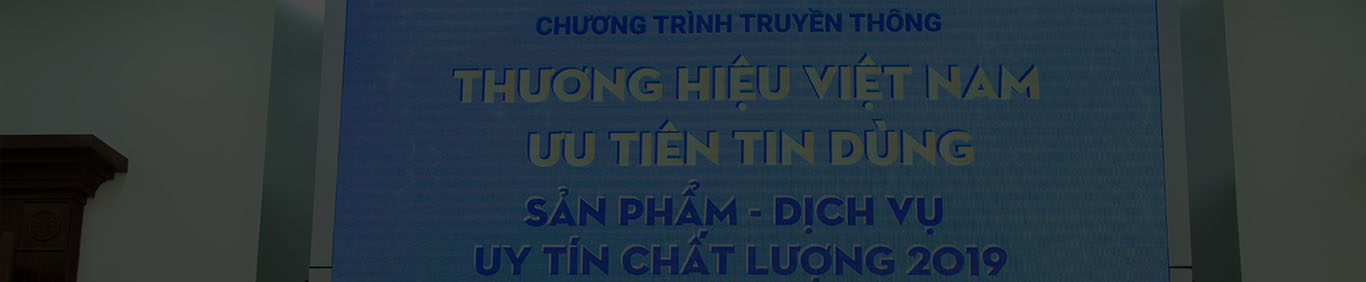 CHƯƠNG TRÌNH TRUYỀN THÔNG
THƯƠNG HIỆU VIỆT NAM
ƯU TIÊN TIN DÙNG
SẢN PHẨM - DỊCH VỤ
UY TÍN CHẤT LƯỢNG 2019